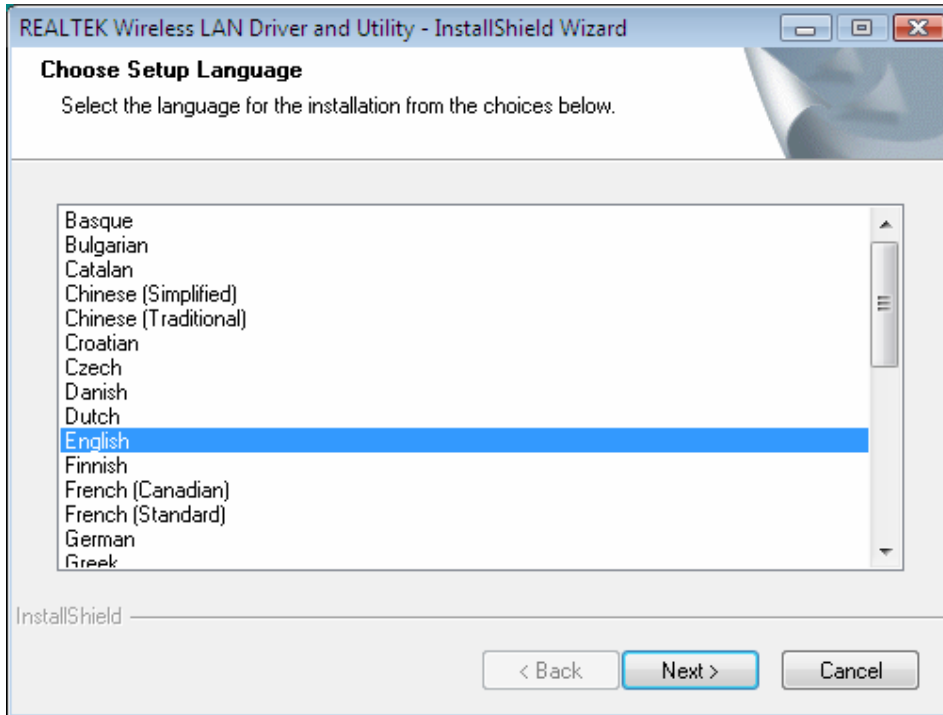 REALTEK Wireless LAN Driver and Utility - InstallShield Wizard
Choose Setup Language
Select the language for the installation from the choices below.
Basque
Bulgarian
Catalan
Chinese (Simplified)
Chinese (Traditional)
Croatian
Czech
Danish
Dutch
English
Finnish
French (Canadian)
French (Standard)
German
Greek
InstallShield
< Back
Next >
Cancel